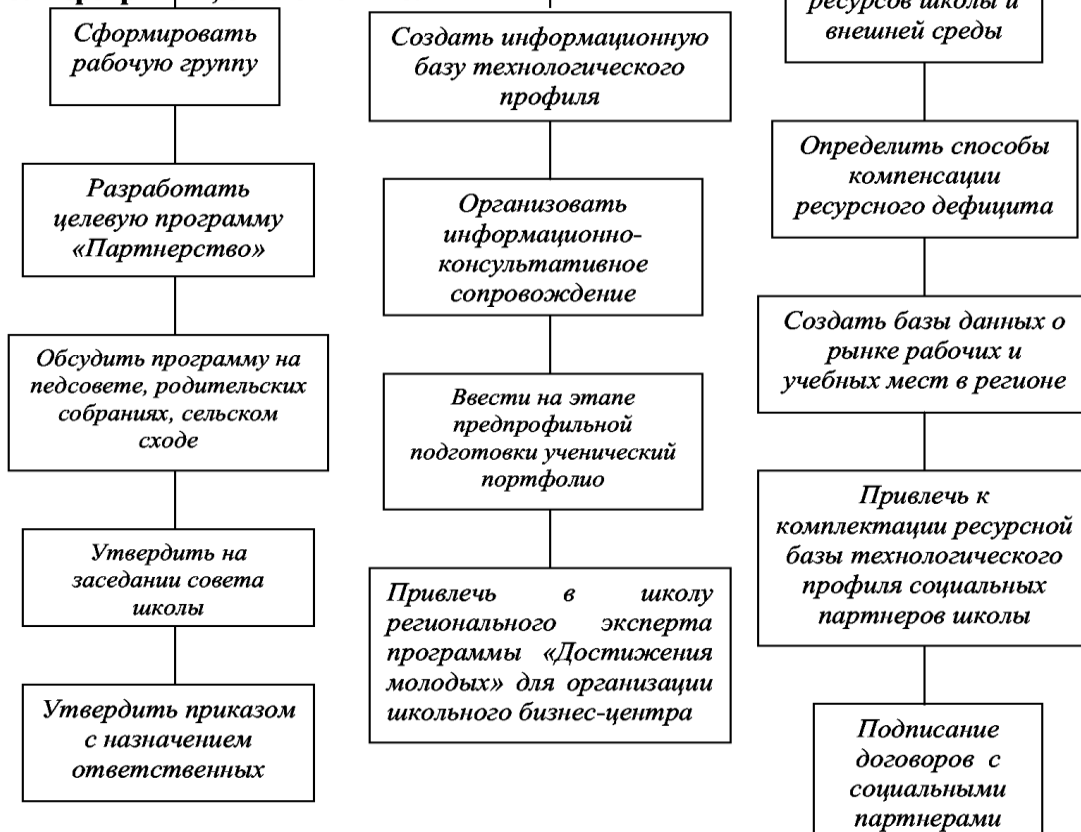 Сформировать
рабочую группу
Разработать
целевую программу
«Партнерство»
Обсудить программу на
педсовете, родительских
собраниях, сельском
сходе
Утвердить на
заседании совета
школы
Утвердить приказом
с назначением
ответственных
Создать информационную
базу технологического
профиля
Организовать
информационно-
консультативное
сопровождение
Ввести на этапе
предпрофильной
подготовки ученический
портфолио
Привлечь в школу
регионального эксперта
программы «Достижения
молодых» для организации
школьного бизнес-центра
ресурсов школы и
внешней среды
Определить способы
компенсации
ресурсного дефицита
Создать базы данных о
рынке рабочих и
учебных мест в регионе
Привлечь к
комплектации ресурсной
базы технологического
профиля социальных
партнеров школы
Подписание
договоров с
социальными
партнерами